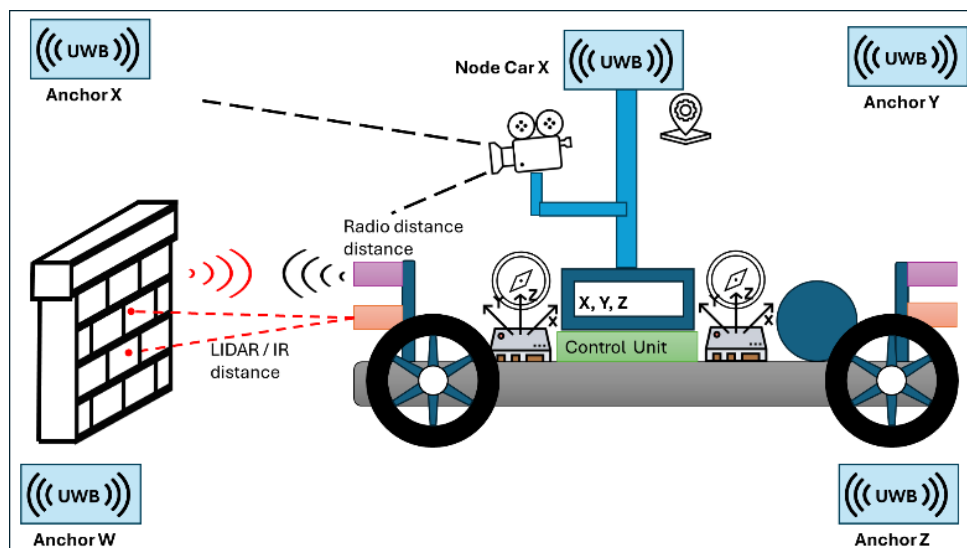 UWB
Anchor X
Node Car X
UWB
UWB
Anchor Y
Radio distance
distance
Y
Z
X
X, Y, Z
Y
Z
X
LIDAR / IR
distance
Control Unit
UWB
Anchor W
UWB
Anchor Z